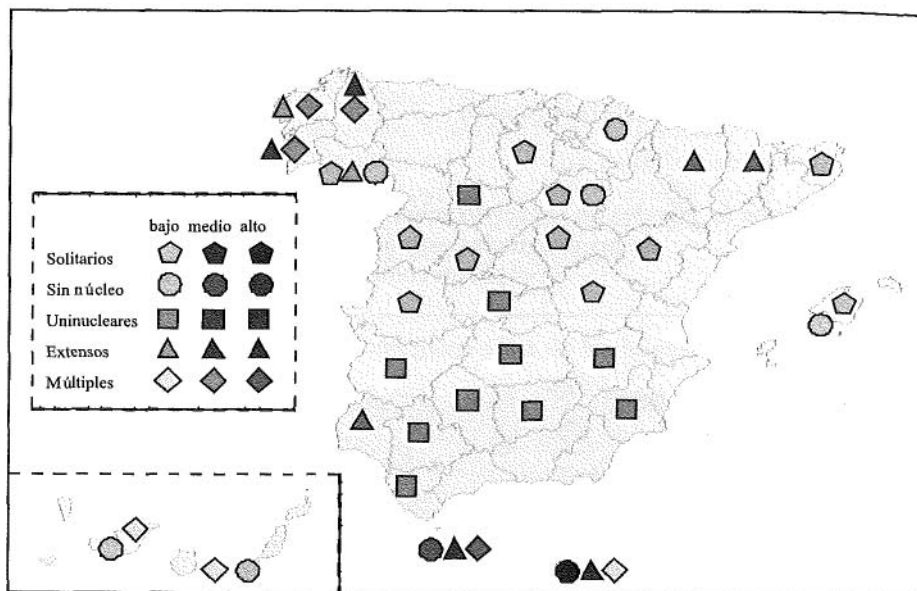 bajo medio alto
Solitarios
Sin núcleo
Uninucleares
Extensos
Múltiples